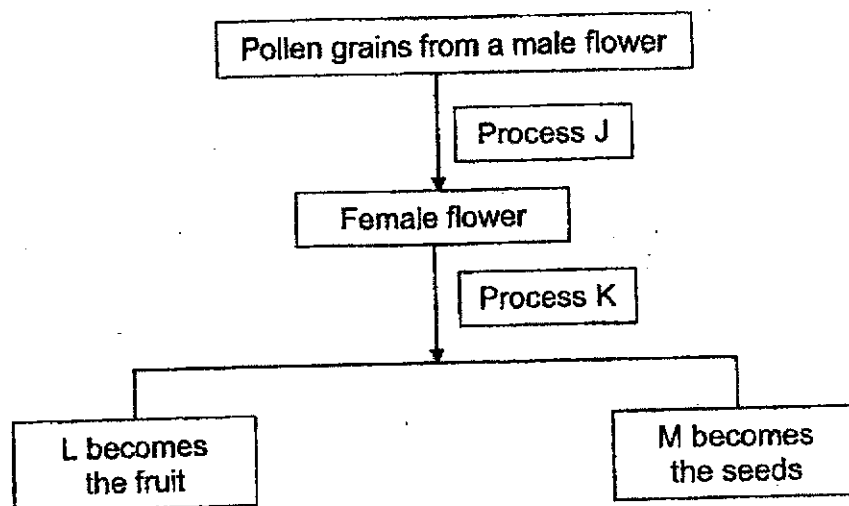 Pollen grains from a male flower
Process J
Female flower
Process K
L becomes
the fruit
M becomes
the seeds